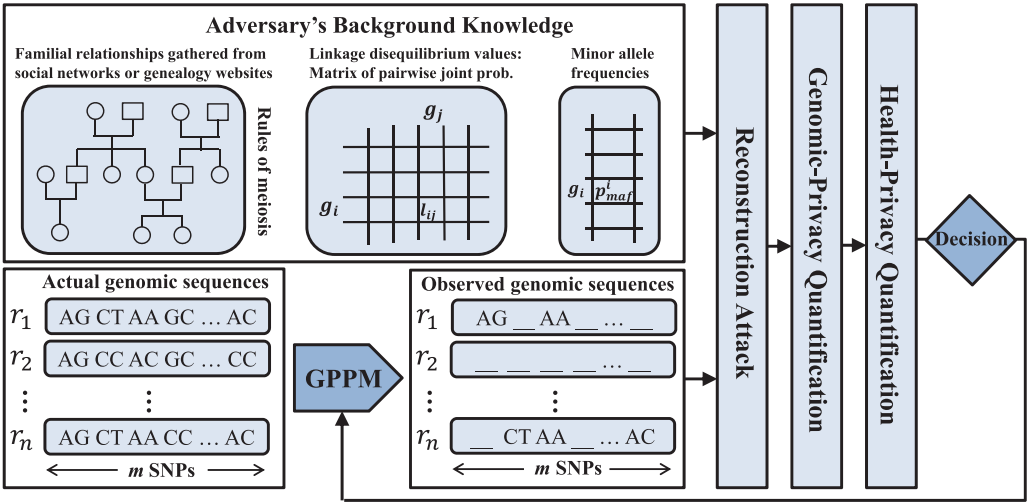 Adversary's Background Knowledge
Familial relationships gathered from
social networks or genealogy websites
Rules of meiosis
Linkage disequilibrium values:
Matrix of pairwise joint prob.
g_j
g_i
l_ij
Minor allele
frequencies
g_i
p^i_maf
Actual genomic sequences
r_1
AG CT AA GC ... AC
r_2
AG CC AC GC ... CC
⋮
⋮
r_n
AG CT AA CC ... AC
m SNPs
GPPM
Observed genomic sequences
r_1
AG __ AA __ ... __
r_2
__ __ __ __ ... __
⋮
⋮
r_n
__ CT AA __ ... AC
m SNPs
Reconstruction
Attack
Genomic-Privacy
Quantification
Health-Privacy
Quantification
Decision